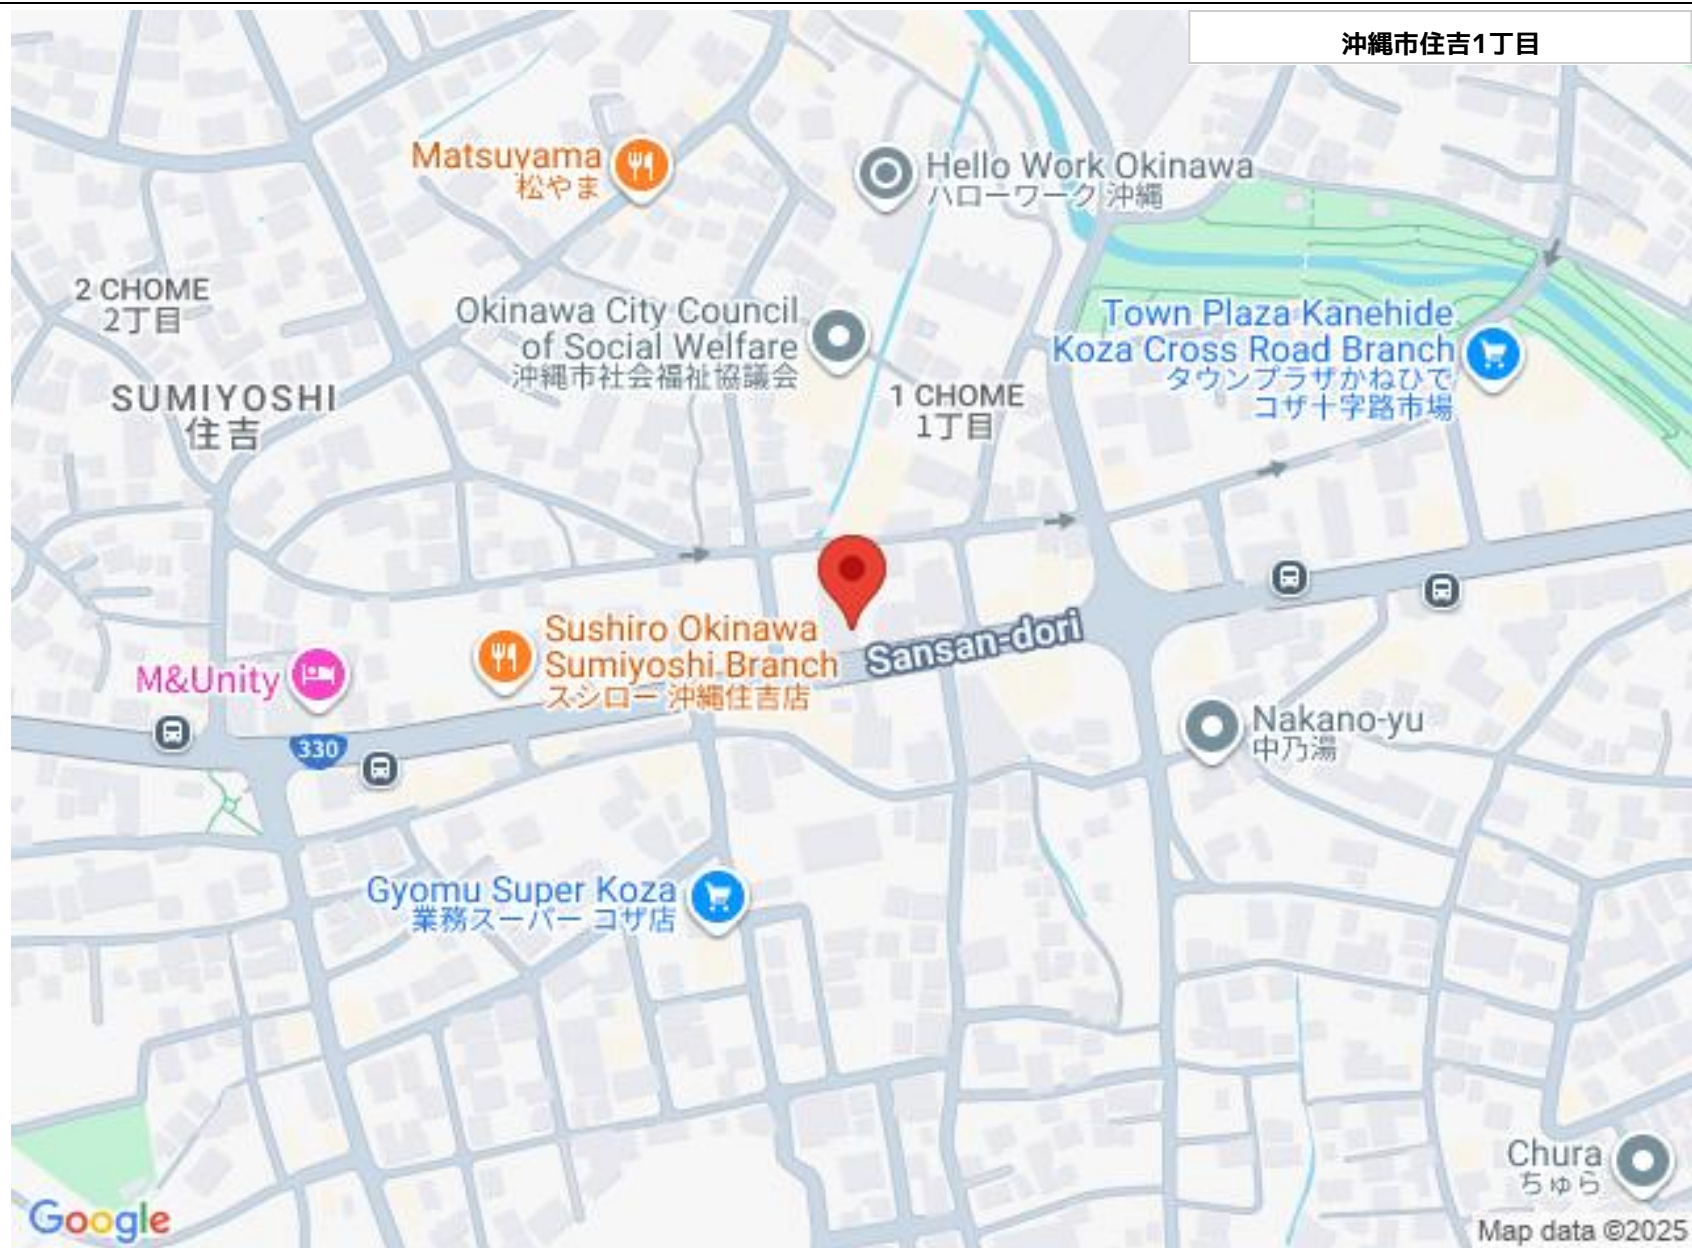 沖縄市住吉1丁目
Matsuyama
松やま
Hello Work Okinawa
ハローワーク 沖縄
2 CHOME
2丁目
Okinawa City Council
of Social Welfare
沖縄市社会福祉協議会
Town Plaza Kanehide
Koza Cross Road Branch
タウンプラザかねひで
コザ十字路市場
SUMIYOSHI
住吉
1 CHOME
1丁目
Sushiro Okinawa
Sumiyoshi Branch
スシロー 沖縄住吉店
Sansan-dori
M&Unity
330
Nakano-yu
中乃湯
Gyomu Super Koza
業務スーパー コザ店
Chura
ちゅら
Google
Map data ©2025